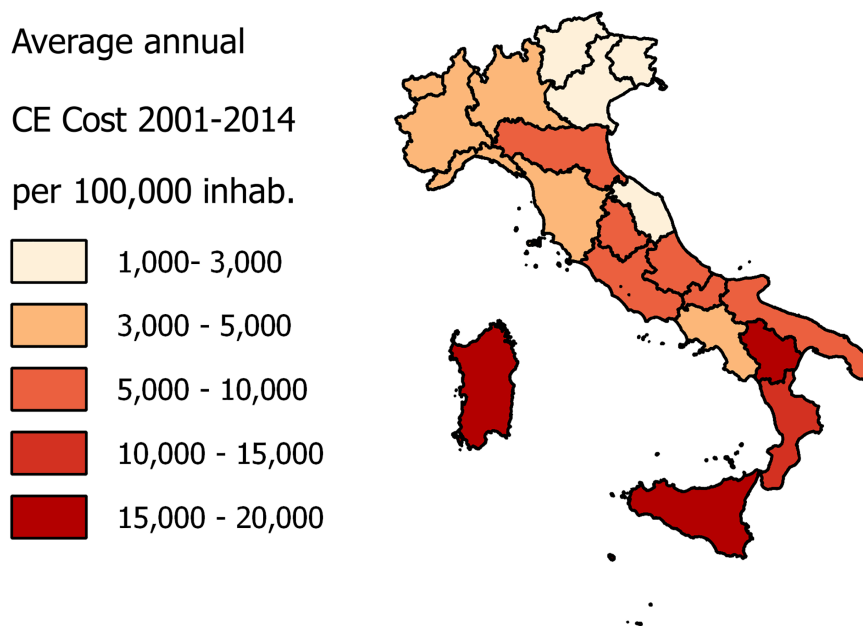 Average annual
CE Cost 2001-2014
per 100,000 inhab.
1,000- 3,000
3,000 - 5,000
5,000 - 10,000
10,000 - 15,000
15,000 - 20,000